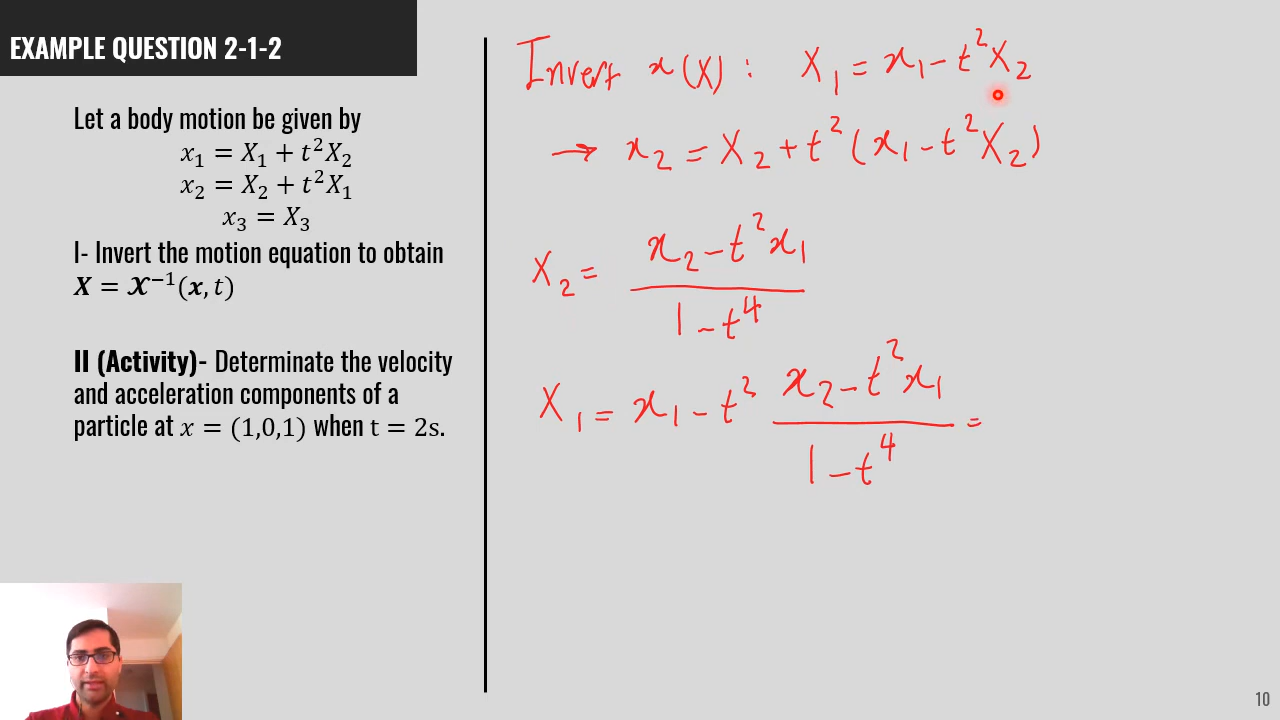 EXAMPLE QUESTION 2-1-2
Let a body motion be given by
x₁ = X₁ + t²X₂
x₂ = X₂ + t²X₁
x₃ = X₃
I- Invert the motion equation to obtain
𝑿 = 𝓧⁻¹(𝒙, t)
II (Activity)- Determinate the velocity
and acceleration components of a
particle at x = (1,0,1) when t = 2s.
Invert x(X) : X₁ = x₁ − t²X₂
→ x₂ = X₂ + t²(x₁ − t²X₂)
X₂ = (x₂ − t²x₁) / (1 − t⁴)
X₁ = x₁ − t² (x₂ − t²x₁) / (1 − t⁴) =
10